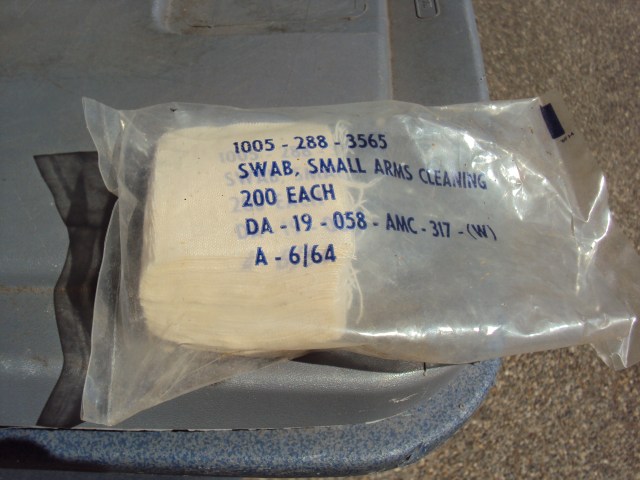 1005 - 288 - 3565
SWAB, SMALL ARMS CLEANING
200 EACH
DA - 19 - 058 - AMC - 317 - (W)
A - 6/64